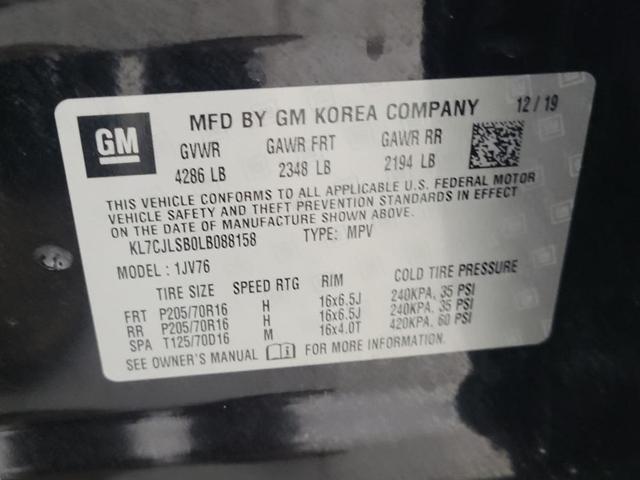 GM
MFD BY GM KOREA COMPANY 12/19
GVWR GAWR FRT GAWR RR
4286 LB 2348 LB 2194 LB
THIS VEHICLE CONFORMS TO ALL APPLICABLE U.S. FEDERAL MOTOR
VEHICLE SAFETY AND THEFT PREVENTION STANDARDS IN EFFECT
ON THE DATE OF MANUFACTURE SHOWN ABOVE.
KL7CJLSB0LB088158 TYPE: MPV
MODEL: 1JV76
TIRE SIZE SPEED RTG RIM COLD TIRE PRESSURE
FRT P205/70R16 H 16x6.5J 240KPA, 35 PSI
RR P205/70R16 H 16x6.5J 240KPA, 35 PSI
SPA T125/70D16 M 16x4.0T 420KPA, 60 PSI
SEE OWNER'S MANUAL FOR MORE INFORMATION.